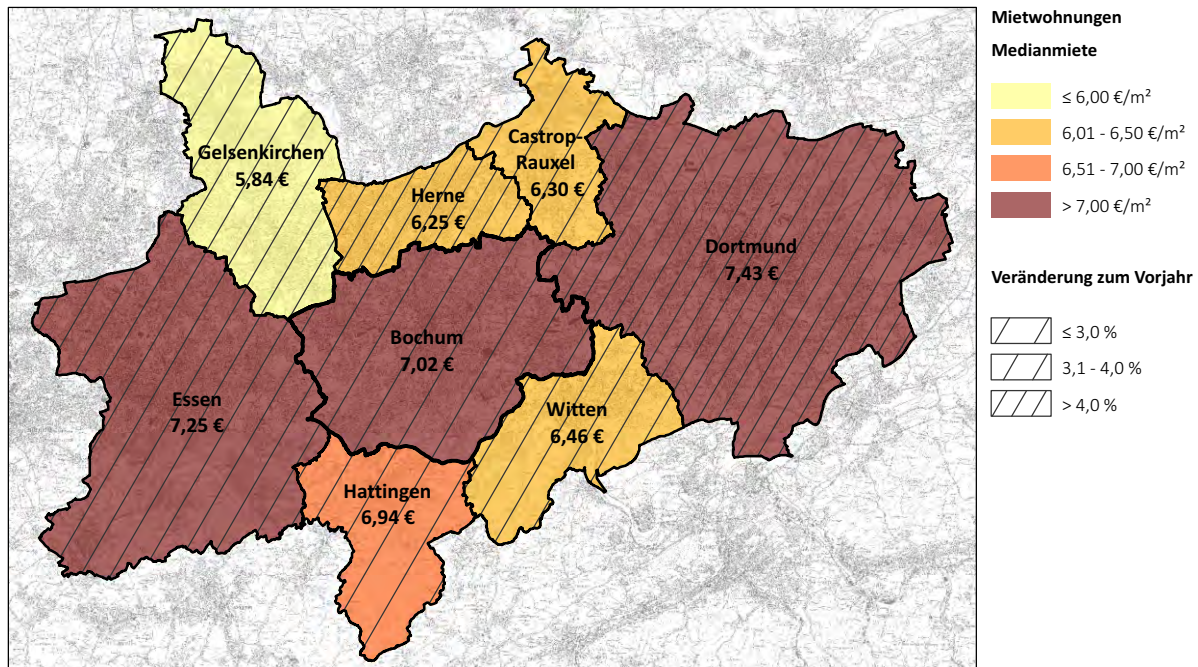 Gelsenkirchen
5,84 €
Castrop-
Rauxel
6,30 €
Herne
6,25 €
Dortmund
7,43 €
Bochum
7,02 €
Essen
7,25 €
Witten
6,46 €
Hattingen
6,94 €
Mietwohnungen
Medianmiete
≤ 6,00 €/m²
6,01 - 6,50 €/m²
6,51 - 7,00 €/m²
> 7,00 €/m²
Veränderung zum Vorjahr
≤ 3,0 %
3,1 - 4,0 %
> 4,0 %